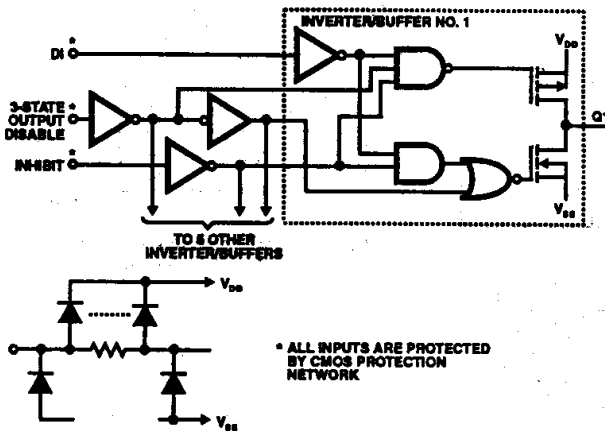 INVERTER/BUFFER NO. 1
DI *
VDD
3-STATE *
OUTPUT
DISABLE
Q1
INHIBIT *
VSS
TO 5 OTHER
INVERTER/BUFFERS
VDD
* ALL INPUTS ARE PROTECTED
BY CMOS PROTECTION
NETWORK
VSS